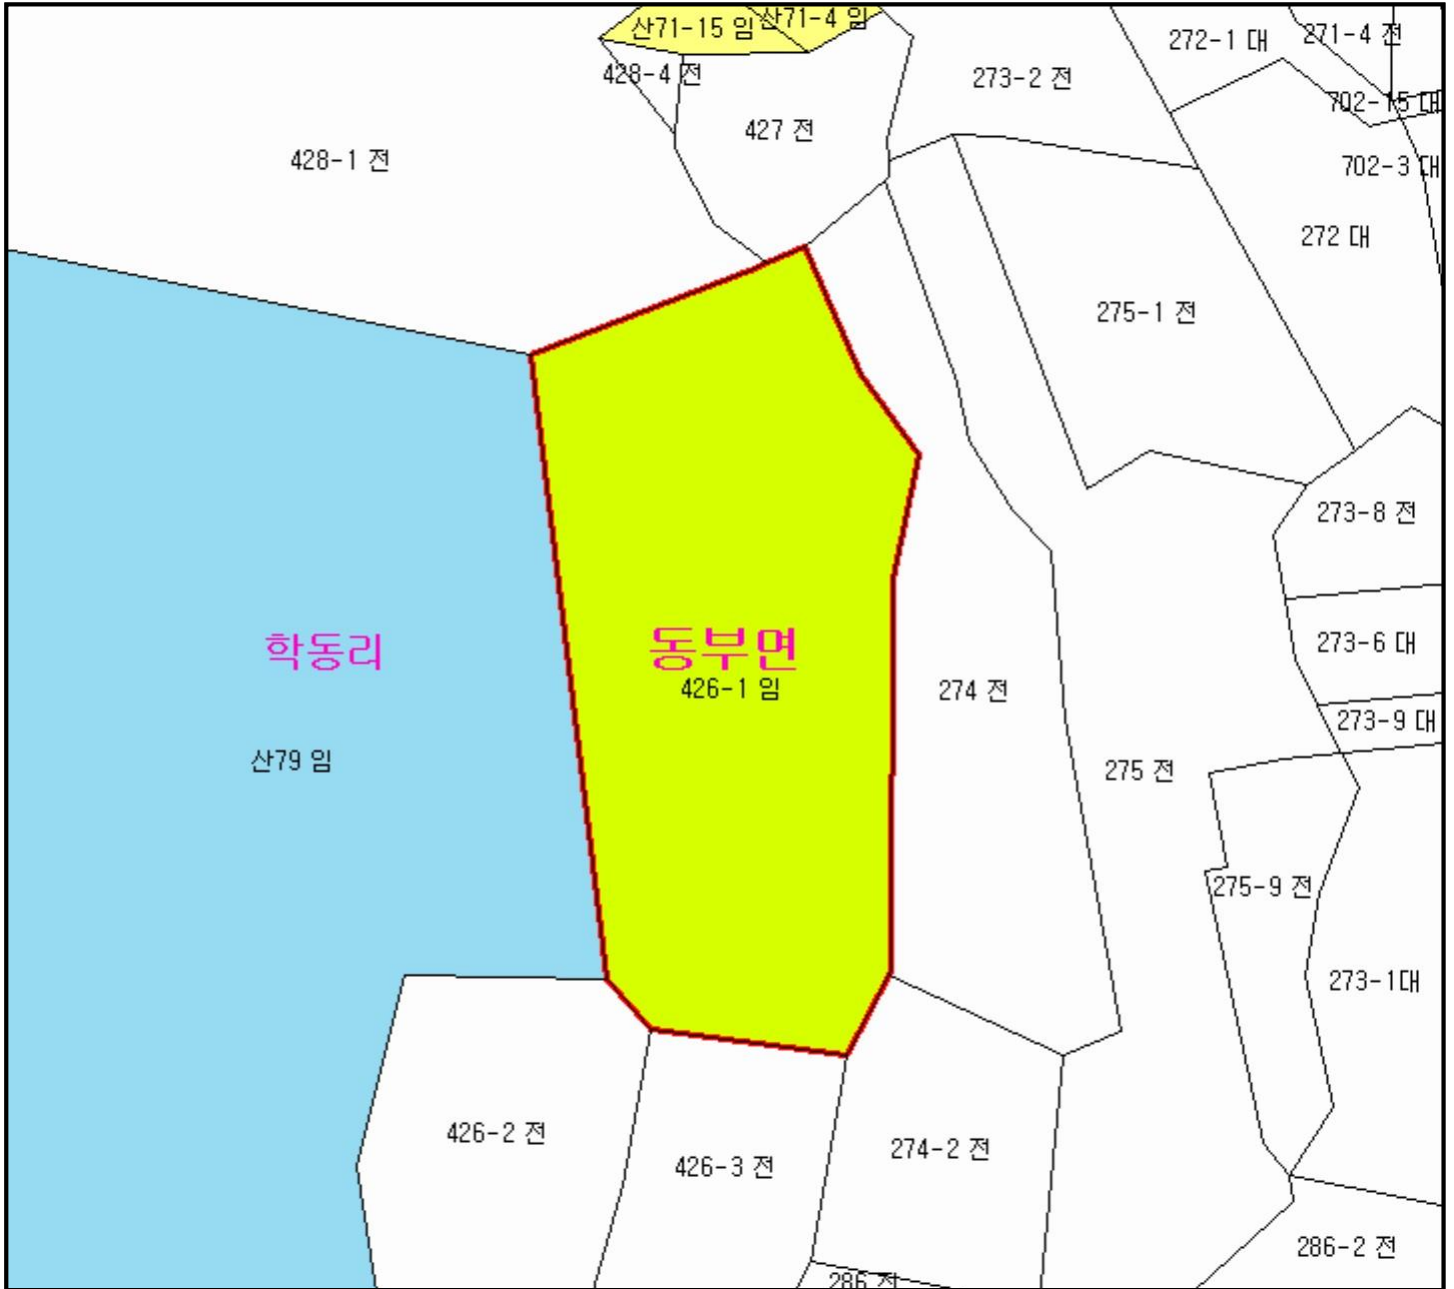 산71-15 임
산71-4 임
272-1 대
271-4 전
428-4 전
273-2 전
702-15 대
427 전
428-1 전
702-3 대
272 대
275-1 전
273-8 전
학동리
동부면
273-6 대
426-1 임
274 전
273-9 대
산79 임
275 전
275-9 전
273-1대
426-2 전
274-2 전
426-3 전
286-2 전
286 전